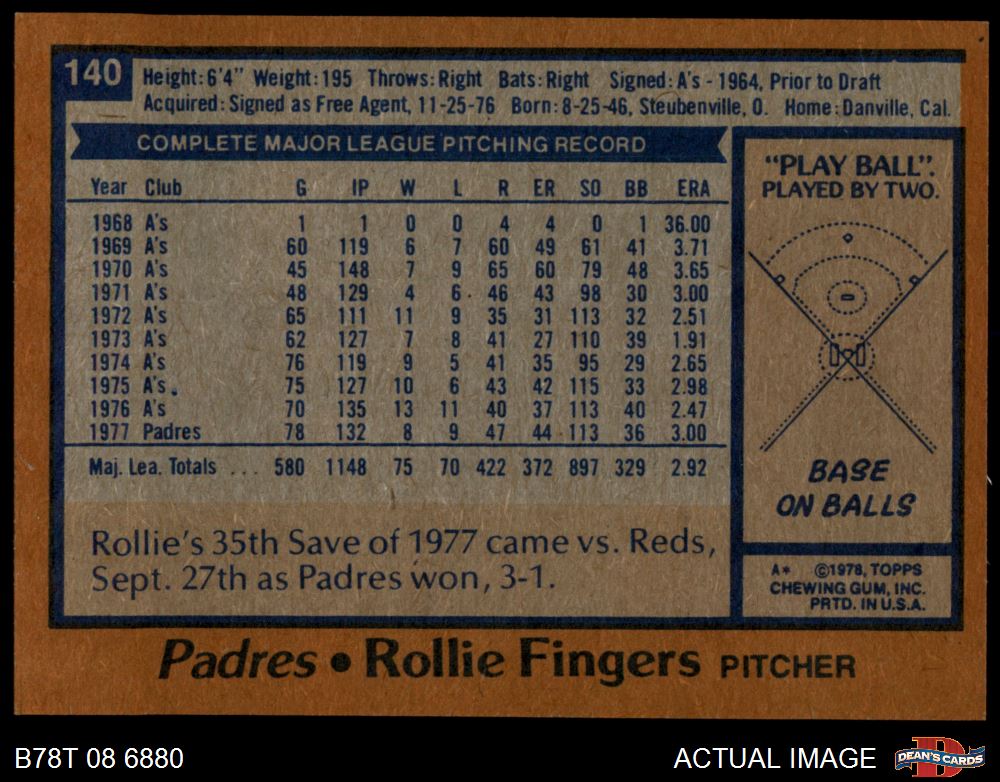 140
Height: 6'4" Weight: 195 Throws: Right Bats: Right Signed: A's - 1964, Prior to Draft
Acquired: Signed as Free Agent, 11-25-76 Born: 8-25-46, Steubenville, O. Home: Danville, Cal.
COMPLETE MAJOR LEAGUE PITCHING RECORD
Year Club G IP W L R ER SO BB ERA
1968 A's 1 1 0 0 4 4 0 1 36.00
1969 A's 60 119 6 7 60 49 61 41 3.71
1970 A's 45 148 7 9 65 60 79 48 3.65
1971 A's 48 129 4 6 46 43 98 30 3.00
1972 A's 65 111 11 9 35 31 113 32 2.51
1973 A's 62 127 7 8 41 27 110 39 1.91
1974 A's 76 119 9 5 41 35 95 29 2.65
1975 A's 75 127 10 6 43 42 115 33 2.98
1976 A's 70 135 13 11 40 37 113 40 2.47
1977 Padres 78 132 8 9 47 44 113 36 3.00
Maj. Lea. Totals ... 580 1148 75 70 422 372 897 329 2.92
Rollie's 35th Save of 1977 came vs. Reds,
Sept. 27th as Padres won, 3-1.
"PLAY BALL".
PLAYED BY TWO.
BASE
ON BALLS
A* ©1978, TOPPS
CHEWING GUM, INC.
PRTD. IN U.S.A.
Padres • Rollie Fingers PITCHER
B78T 08 6880
ACTUAL IMAGE
D
DEAN'S CARDS